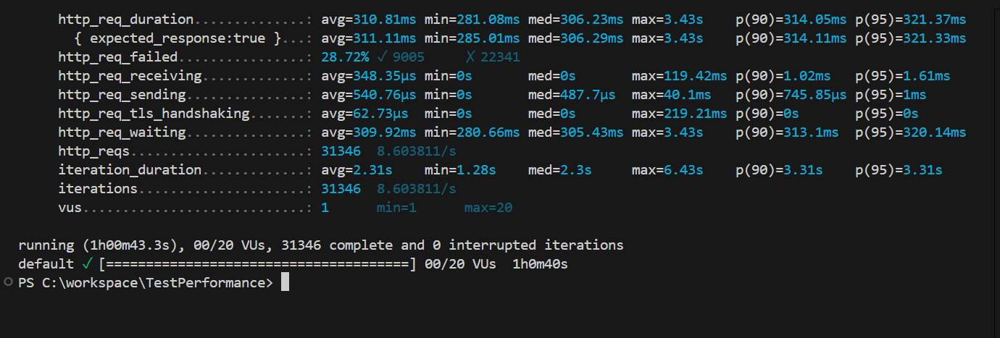 http_req_duration..............: avg=310.81ms min=281.08ms med=306.23ms max=3.43s p(90)=314.05ms p(95)=321.37ms
{ expected_response:true }...: avg=311.11ms min=285.01ms med=306.29ms max=3.43s p(90)=314.11ms p(95)=321.33ms
http_req_failed................: 28.72% ✓ 9005 ✗ 22341
http_req_receiving.............: avg=348.35µs min=0s med=0s max=119.42ms p(90)=1.02ms p(95)=1.61ms
http_req_sending...............: avg=540.76µs min=0s med=487.7µs max=40.1ms p(90)=745.85µs p(95)=1ms
http_req_tls_handshaking.......: avg=62.73µs min=0s med=0s max=219.21ms p(90)=0s p(95)=0s
http_req_waiting...............: avg=309.92ms min=280.66ms med=305.43ms max=3.43s p(90)=313.1ms p(95)=320.14ms
http_reqs......................: 31346 8.603811/s
iteration_duration.............: avg=2.31s min=1.28s med=2.3s max=6.43s p(90)=3.31s p(95)=3.31s
iterations.....................: 31346 8.603811/s
vus............................: 1 min=1 max=20
running (1h00m43.3s), 00/20 VUs, 31346 complete and 0 interrupted iterations
default ✓ [======================================] 00/20 VUs 1h0m40s
PS C:\workspace\TestPerformance>